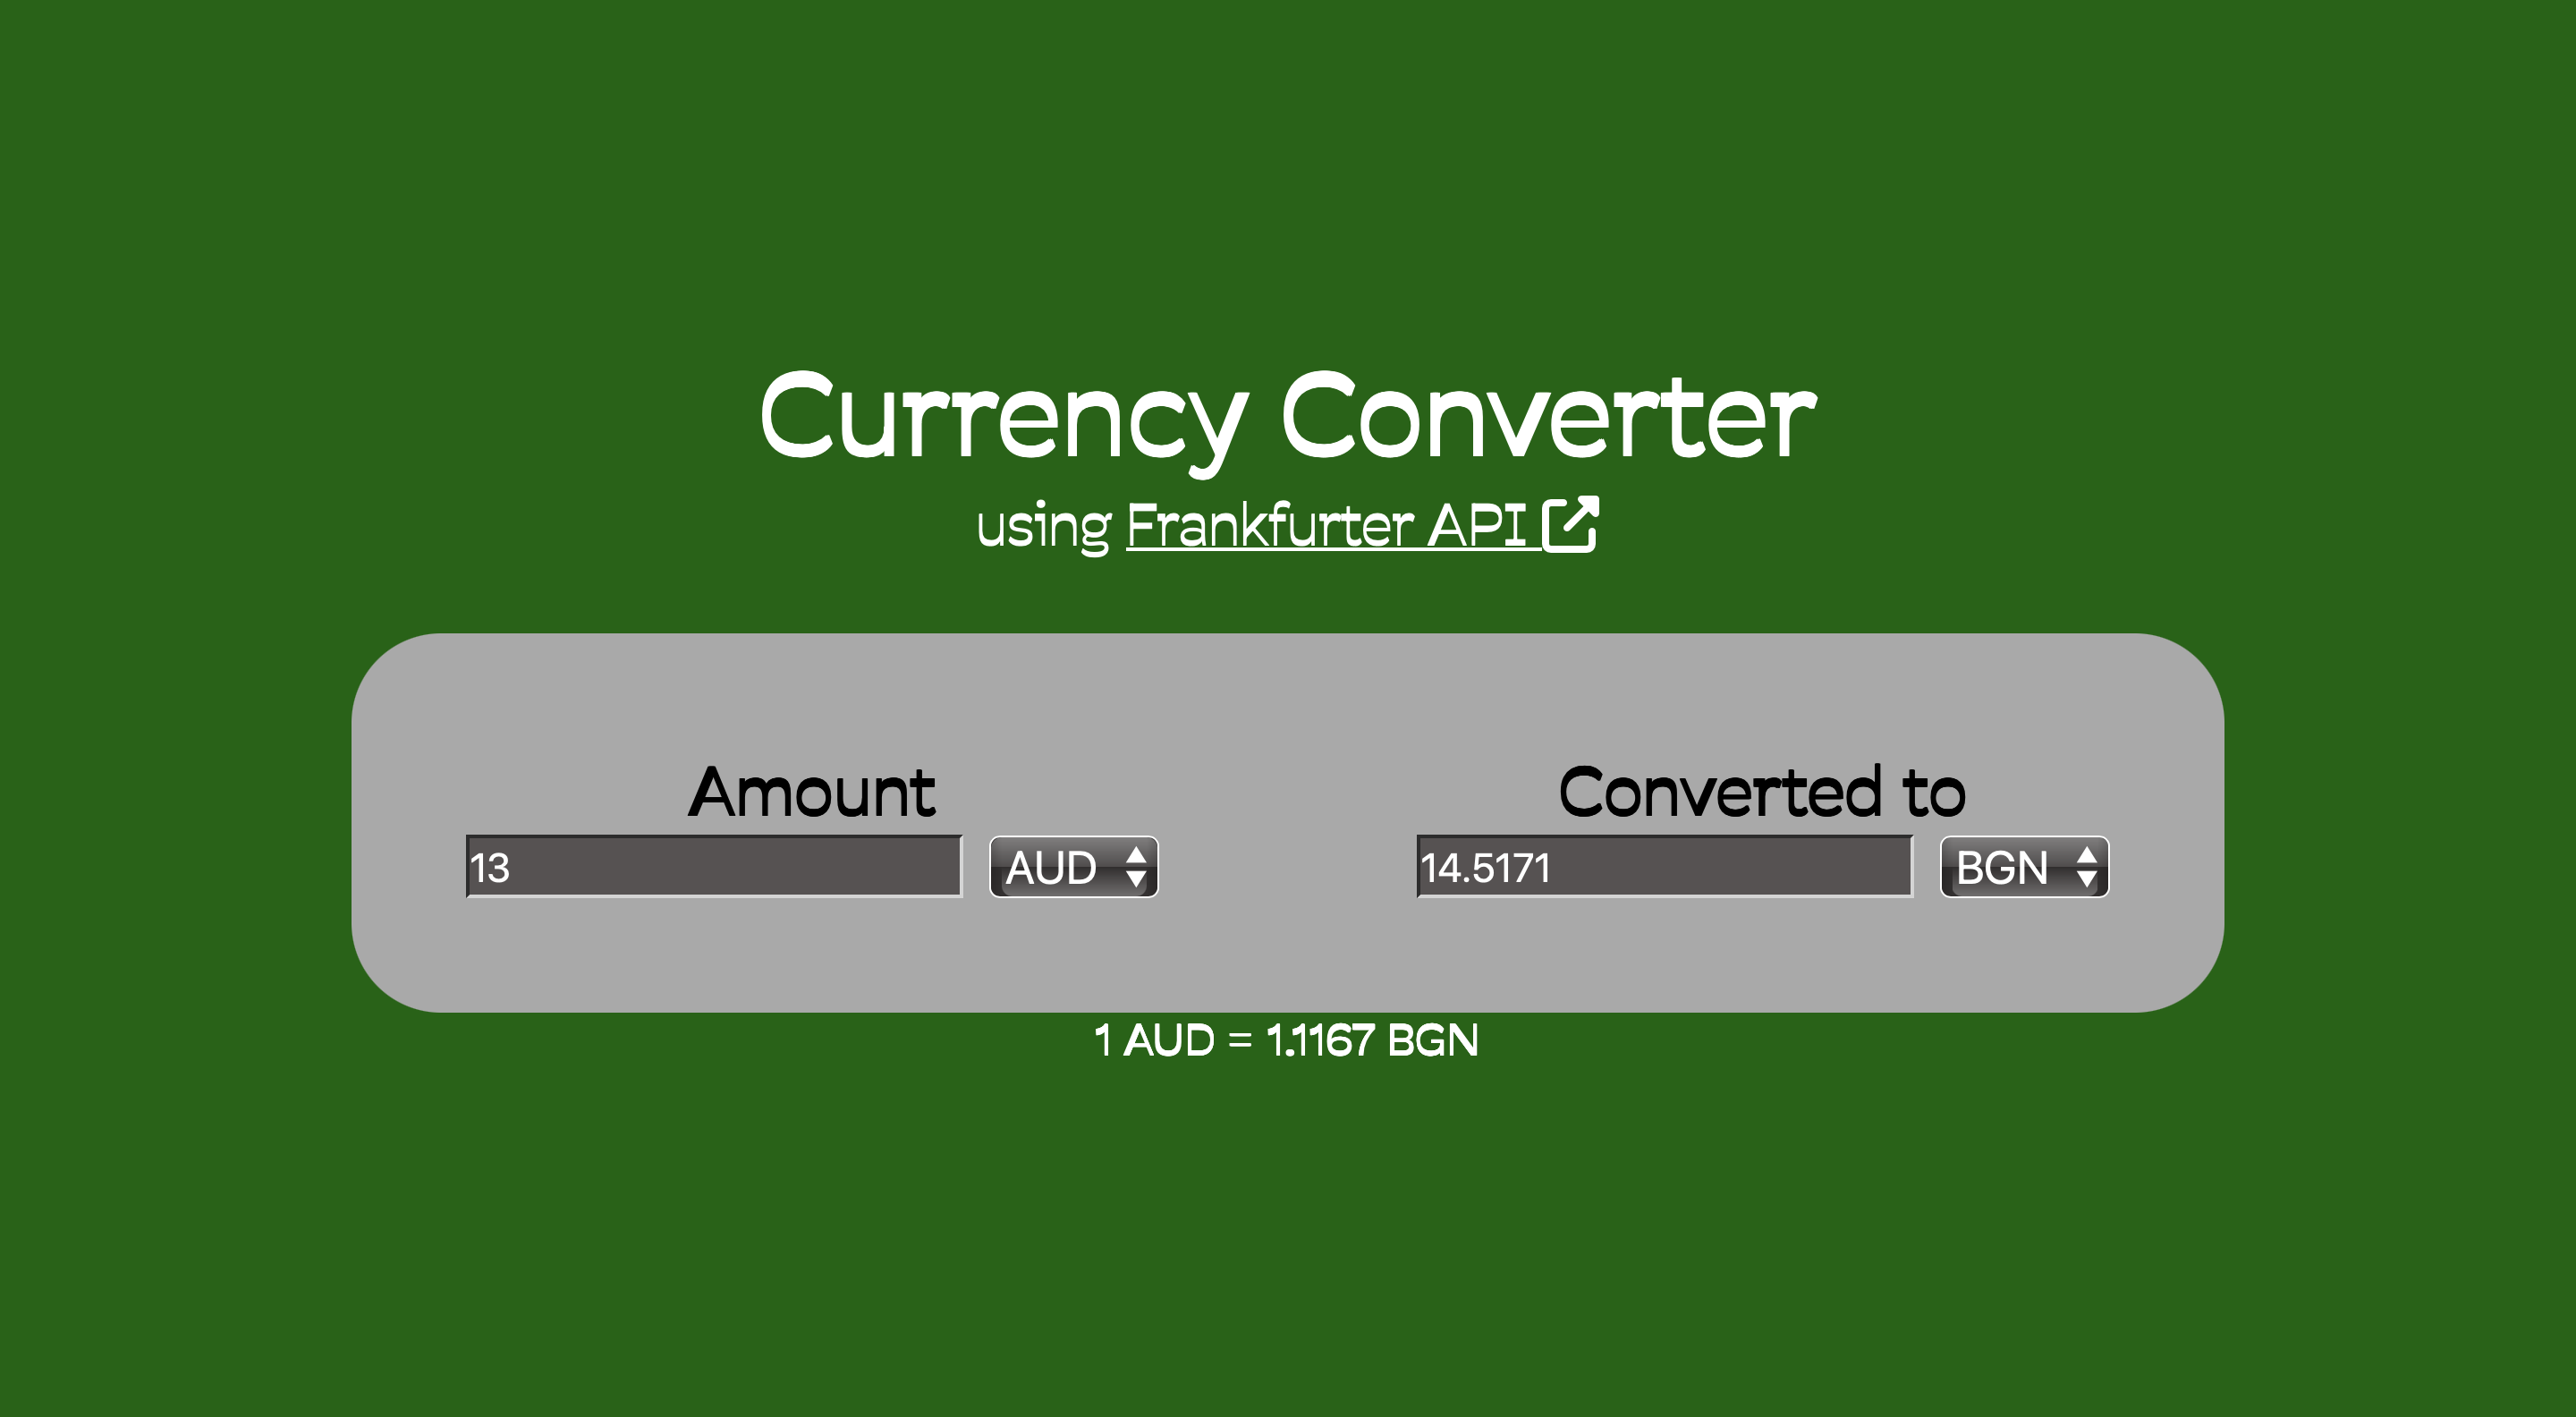 Currency Converter
using Frankfurter API
Amount
13 AUD
Converted to
14.5171 BGN
1 AUD = 1.1167 BGN